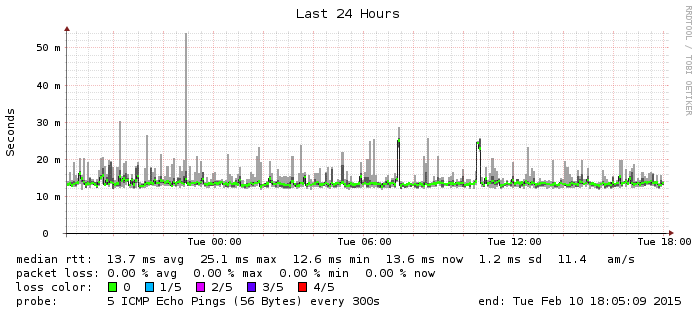 Last 24 Hours
RRDTOOL / TOBI OETIKER
Seconds
50 m
40 m
30 m
20 m
10 m
0
Tue 00:00 Tue 06:00 Tue 12:00 Tue 18:00
median rtt: 13.7 ms avg 25.1 ms max 12.6 ms min 13.6 ms now 1.2 ms sd 11.4 am/s
packet loss: 0.00 % avg 0.00 % max 0.00 % min 0.00 % now
loss color: 0 1/5 2/5 3/5 4/5
probe: 5 ICMP Echo Pings (56 Bytes) every 300s end: Tue Feb 10 18:05:09 2015